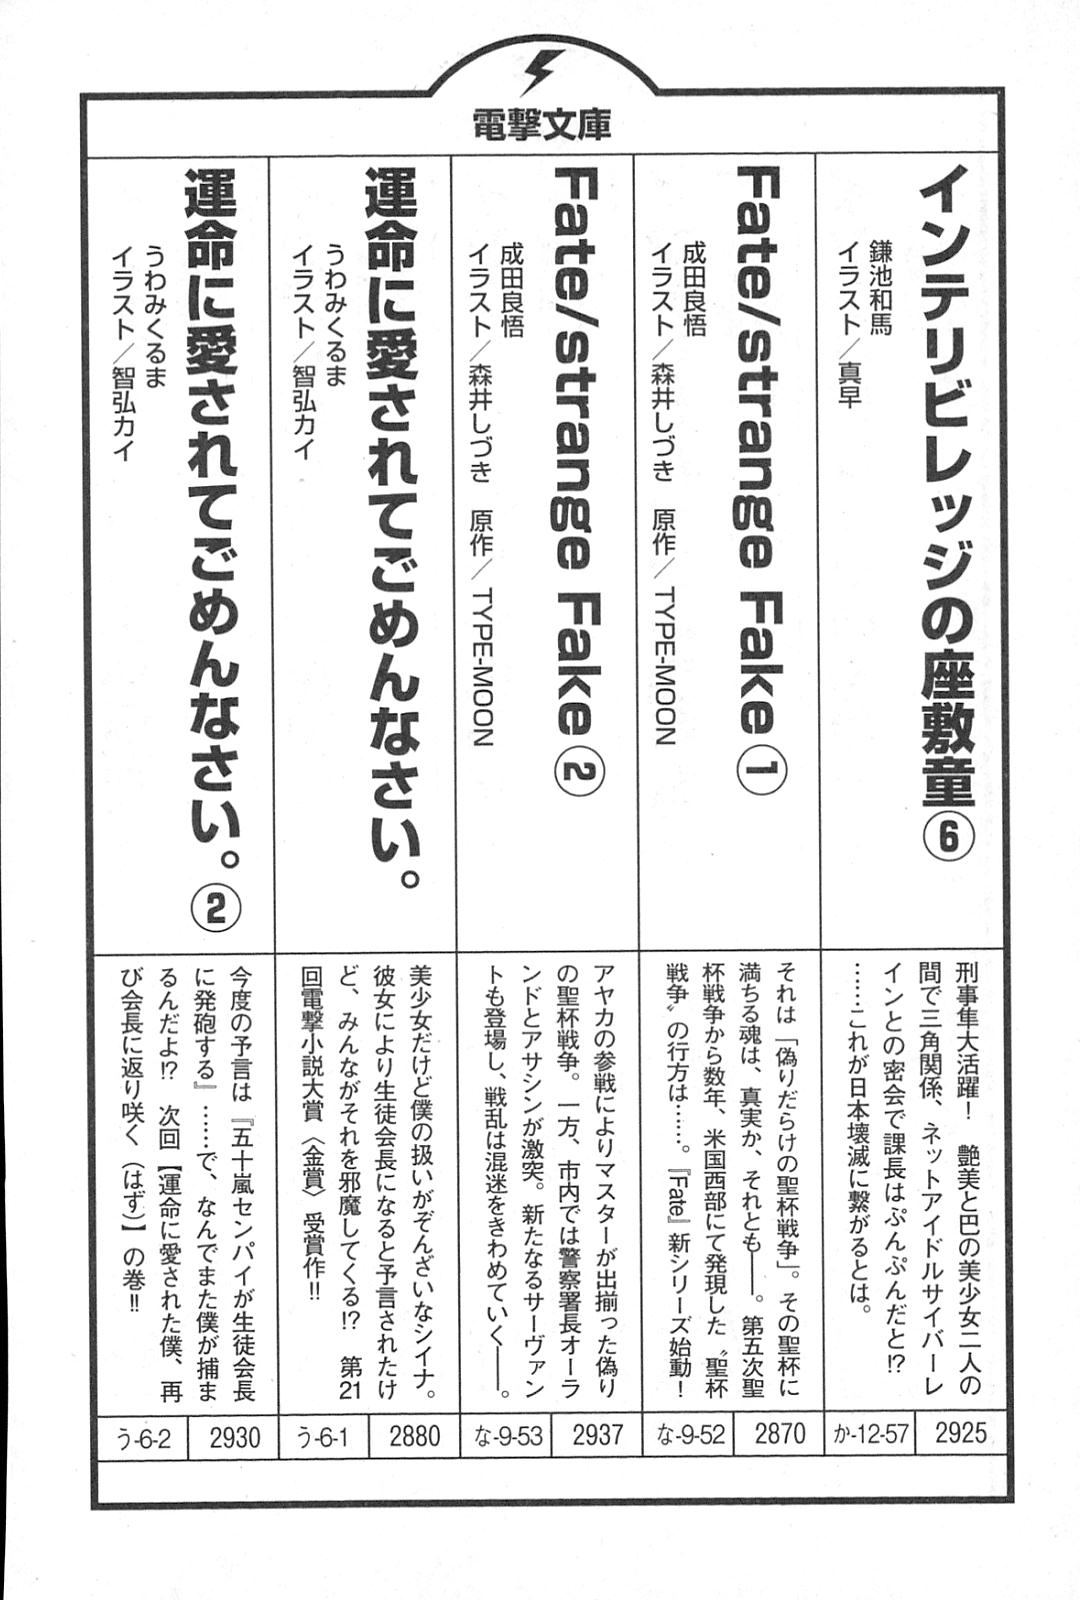 電撃文庫
インテリビレッジの座敷童⑥
鎌池和馬
イラスト／真早
刑事隼大活躍！　艶美と巴の美少女二人の
間で三角関係、ネットアイドルサイバーレ
インとの密会で課長はぷんぷんだと!?
……これが日本壊滅に繋がるとは。
か-12-57
2925
Fate/strange Fake①
成田良悟
イラスト／森井しづき　原作／TYPE-MOON
それは「偽りだらけの聖杯戦争」。その聖杯に
満ちる魂は、真実か、それとも――。第五次聖
杯戦争から数年、米国西部にて発現した〝聖杯
戦争〟の行方は……。『Fate』新シリーズ始動！
な-9-52
2870
Fate/strange Fake②
成田良悟
イラスト／森井しづき　原作／TYPE-MOON
アヤカの参戦によりマスターが出揃った偽り
の聖杯戦争。一方、市内では警察署長オーラ
ンドとアサシンが激突。新たなるサーヴァン
トも登場し、戦乱は混迷をきわめていく――。
な-9-53
2937
運命に愛されてごめんなさい。
うわみくるま
イラスト／智弘カイ
美少女だけど僕の扱いがぞんざいなシイナ。
彼女により生徒会長になると予言されたけ
ど、みんながそれを邪魔してくる!?　第21
回電撃小説大賞〈金賞〉受賞作!!
う-6-1
2880
運命に愛されてごめんなさい。②
うわみくるま
イラスト／智弘カイ
今度の予言は『五十嵐センパイが生徒会長
に発砲する』……で、なんでまた僕が捕ま
るんだよ!?　次回【運命に愛された僕、再
び会長に返り咲く（はず）】の巻!!
う-6-2
2930